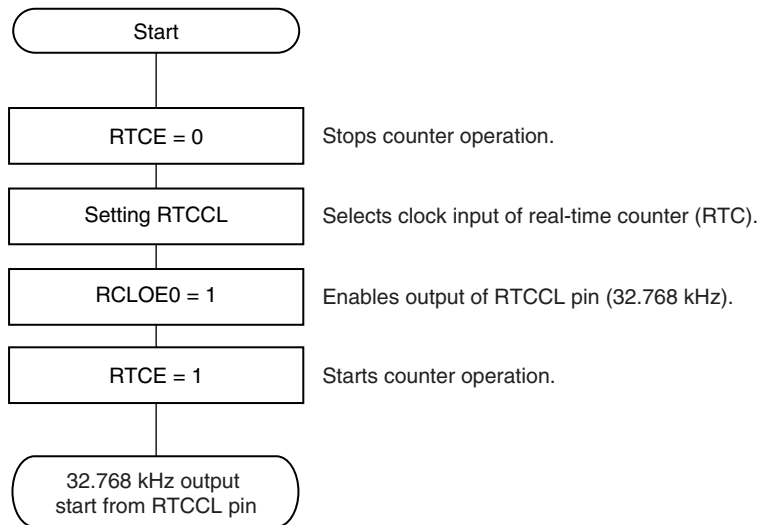 Start
RTCE = 0
Stops counter operation.
Setting RTCCL
Selects clock input of real-time counter (RTC).
RCLOE0 = 1
Enables output of RTCCL pin (32.768 kHz).
RTCE = 1
Starts counter operation.
32.768 kHz output
start from RTCCL pin